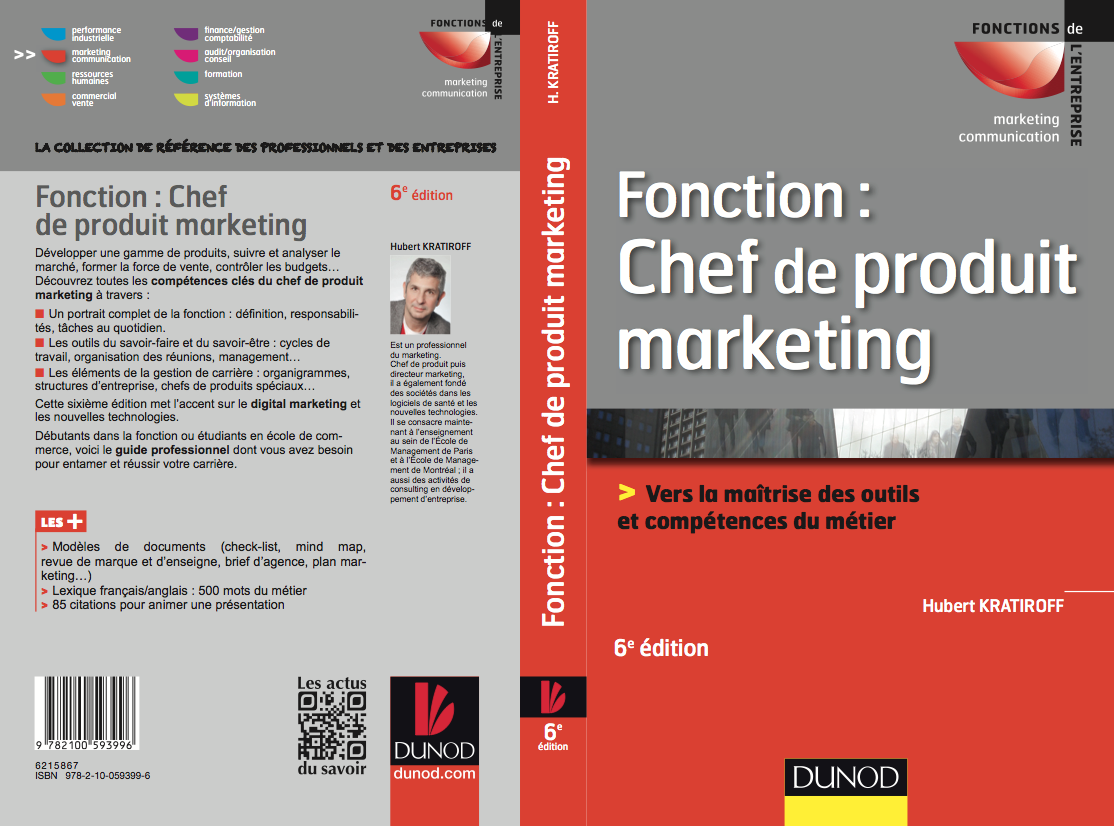 performance
industrielle
>> marketing
communication
ressources
humaines
commercial
vente
finance/gestion
comptabilité
audit/organisation
conseil
formation
systèmes
d'information
FONCTIONS de
L'ENTREPRISE
marketing
communication
LA COLLECTION DE RÉFÉRENCE DES PROFESSIONNELS ET DES ENTREPRISES
Fonction : Chef
de produit marketing
Développer une gamme de produits, suivre et analyser le
marché, former la force de vente, contrôler les budgets…
Découvrez toutes les compétences clés du chef de produit
marketing à travers :
■ Un portrait complet de la fonction : définition, responsabili-
tés, tâches au quotidien.
■ Les outils du savoir-faire et du savoir-être : cycles de
travail, organisation des réunions, management…
■ Les éléments de la gestion de carrière : organigrammes,
structures d'entreprise, chefs de produits spéciaux…
Cette sixième édition met l'accent sur le digital marketing et
les nouvelles technologies.
Débutants dans la fonction ou étudiants en école de com-
merce, voici le guide professionnel dont vous avez besoin
pour entamer et réussir votre carrière.
LES +
> Modèles de documents (check-list, mind map,
revue de marque et d'enseigne, brief d'agence, plan mar-
keting…)
> Lexique français/anglais : 500 mots du métier
> 85 citations pour animer une présentation
6e édition
Hubert KRATIROFF
Est un professionnel
du marketing.
Chef de produit puis
directeur marketing,
il a également fondé
des sociétés dans les
logiciels de santé et les
nouvelles technologies.
Il se consacre mainte-
nant à l'enseignement
au sein de l'École de
Management de Paris
et à l'École de Manage-
ment de Montréal ; il a
aussi des activités de
consulting en dévelop-
pement d'entreprise.
9 782100 593996
6215867
ISBN 978-2-10-059399-6
Les actus
du savoir
DUNOD
dunod.com
H. KRATIROFF
Fonction : Chef de produit marketing
6e
édition
FONCTIONS de
L'ENTREPRISE
marketing
communication
Fonction :
Chef de produit
marketing
> Vers la maîtrise des outils
et compétences du métier
Hubert KRATIROFF
6e édition
DUNOD